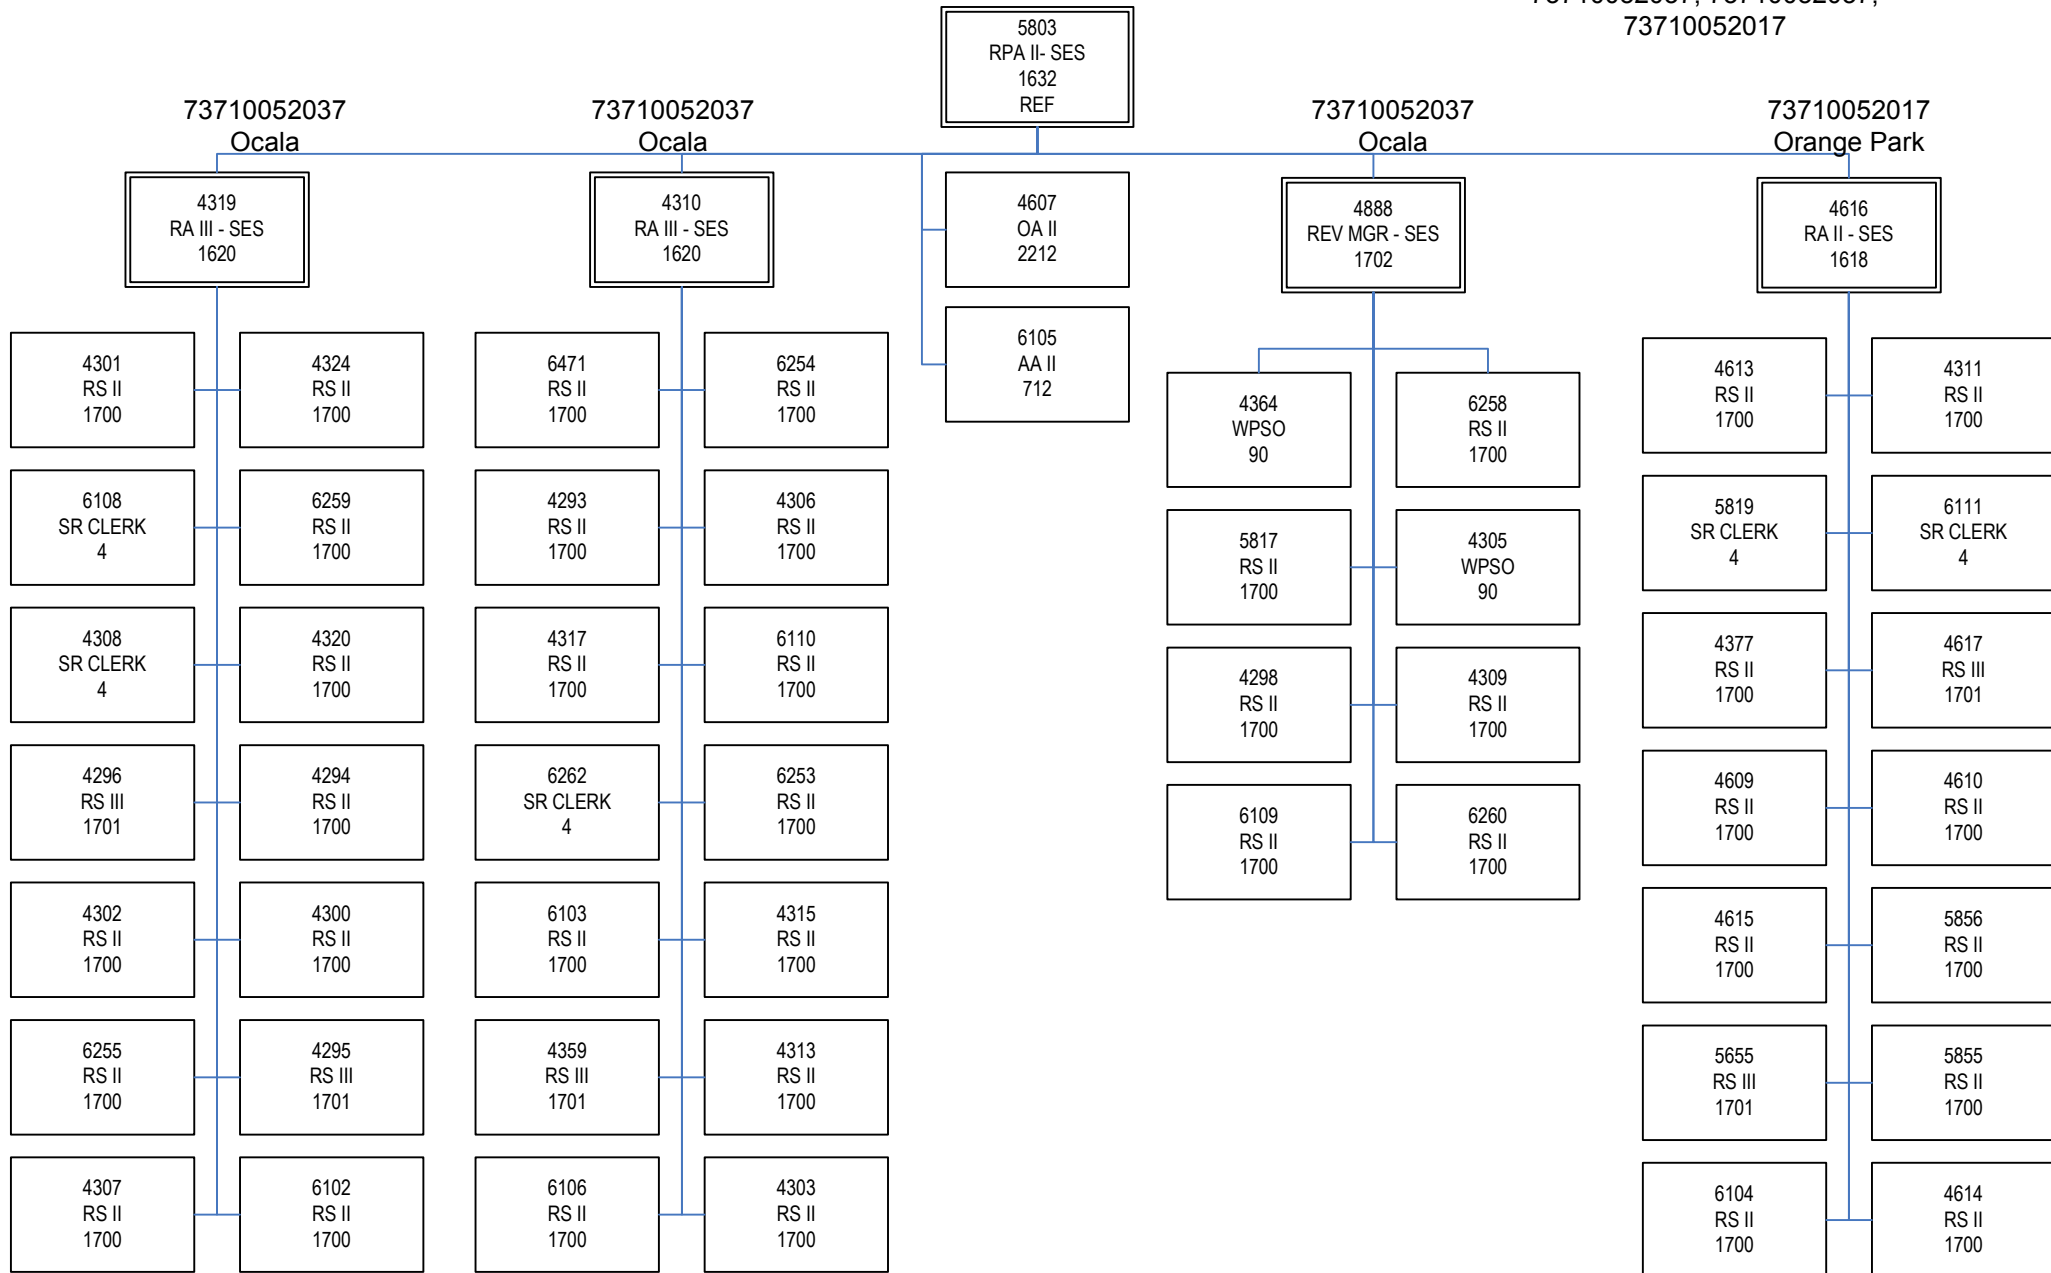 73710052017
5803
RPA II- SES
1632
REF
73710052037
Ocala
73710052037
Ocala
73710052037
Ocala
73710052017
Orange Park
4319
RA III - SES
1620
4310
RA III - SES
1620
4607
OA II
2212
6105
AA II
712
4888
REV MGR - SES
1702
4616
RA II - SES
1618
4301
RS II
1700
4324
RS II
1700
6108
SR CLERK
4
6259
RS II
1700
4308
SR CLERK
4
4320
RS II
1700
4296
RS III
1701
4294
RS II
1700
4302
RS II
1700
4300
RS II
1700
6255
RS II
1700
4295
RS III
1701
4307
RS II
1700
6102
RS II
1700
6471
RS II
1700
6254
RS II
1700
4293
RS II
1700
4306
RS II
1700
4317
RS II
1700
6110
RS II
1700
6262
SR CLERK
4
6253
RS II
1700
6103
RS II
1700
4315
RS II
1700
4359
RS III
1701
4313
RS II
1700
6106
RS II
1700
4303
RS II
1700
4364
WPSO
90
6258
RS II
1700
5817
RS II
1700
4305
WPSO
90
4298
RS II
1700
4309
RS II
1700
6109
RS II
1700
6260
RS II
1700
4613
RS II
1700
4311
RS II
1700
5819
SR CLERK
4
6111
SR CLERK
4
4377
RS II
1700
4617
RS III
1701
4609
RS II
1700
4610
RS II
1700
4615
RS II
1700
5856
RS II
1700
5655
RS III
1701
5855
RS II
1700
6104
RS II
1700
4614
RS II
1700